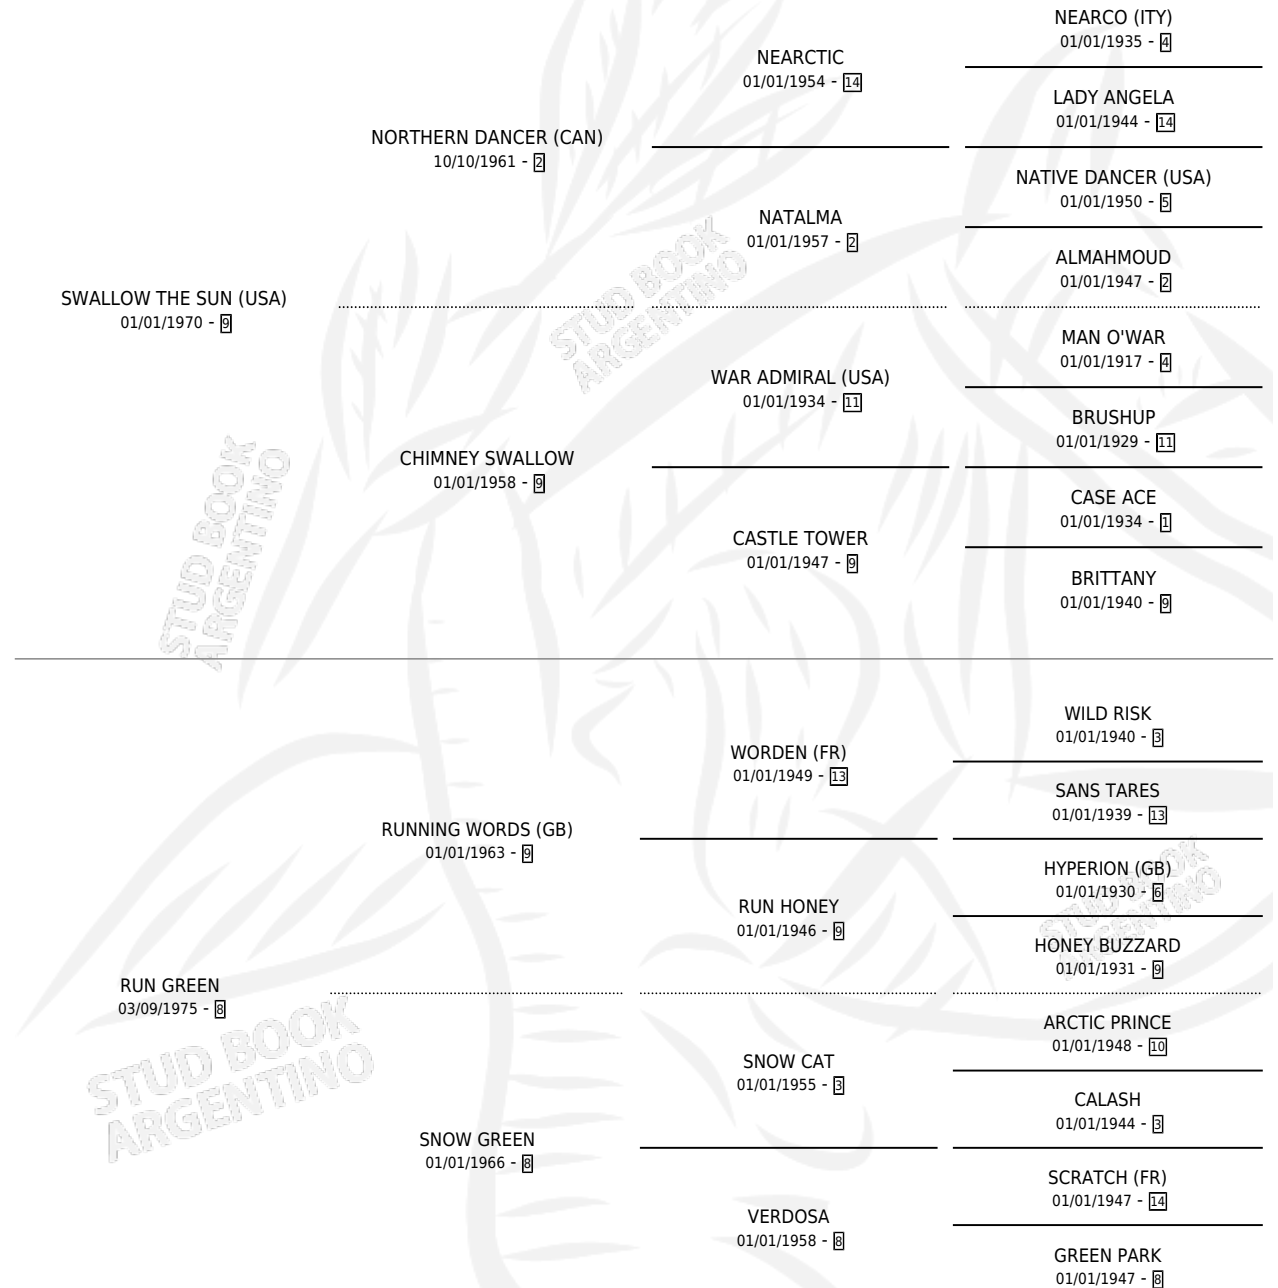 NEARCO (ITY)
01/01/1935 - 4
NEARCTIC
01/01/1954 - 14
LADY ANGELA
01/01/1944 - 14
NORTHERN DANCER (CAN)
10/10/1961 - 2
NATIVE DANCER (USA)
01/01/1950 - 5
NATALMA
01/01/1957 - 2
ALMAHMOUD
01/01/1947 - 2
SWALLOW THE SUN (USA)
01/01/1970 - 9
MAN O'WAR
01/01/1917 - 4
WAR ADMIRAL (USA)
01/01/1934 - 11
BRUSHUP
01/01/1929 - 11
CHIMNEY SWALLOW
01/01/1958 - 9
CASE ACE
01/01/1934 - 1
CASTLE TOWER
01/01/1947 - 9
BRITTANY
01/01/1940 - 9
WILD RISK
01/01/1940 - 3
WORDEN (FR)
01/01/1949 - 13
SANS TARES
01/01/1939 - 13
RUNNING WORDS (GB)
01/01/1963 - 9
HYPERION (GB)
01/01/1930 - 6
RUN HONEY
01/01/1946 - 9
HONEY BUZZARD
01/01/1931 - 9
RUN GREEN
03/09/1975 - 8
ARCTIC PRINCE
01/01/1948 - 10
SNOW CAT
01/01/1955 - 3
CALASH
01/01/1944 - 3
SNOW GREEN
01/01/1966 - 8
SCRATCH (FR)
01/01/1947 - 14
VERDOSA
01/01/1958 - 8
GREEN PARK
01/01/1947 - 8
STUD BOOK
ARGENTINO
STUD BOOK
ARGENTINO
STUD BOOK
ARGENTINO
STUD BOOK
ARGENTINO